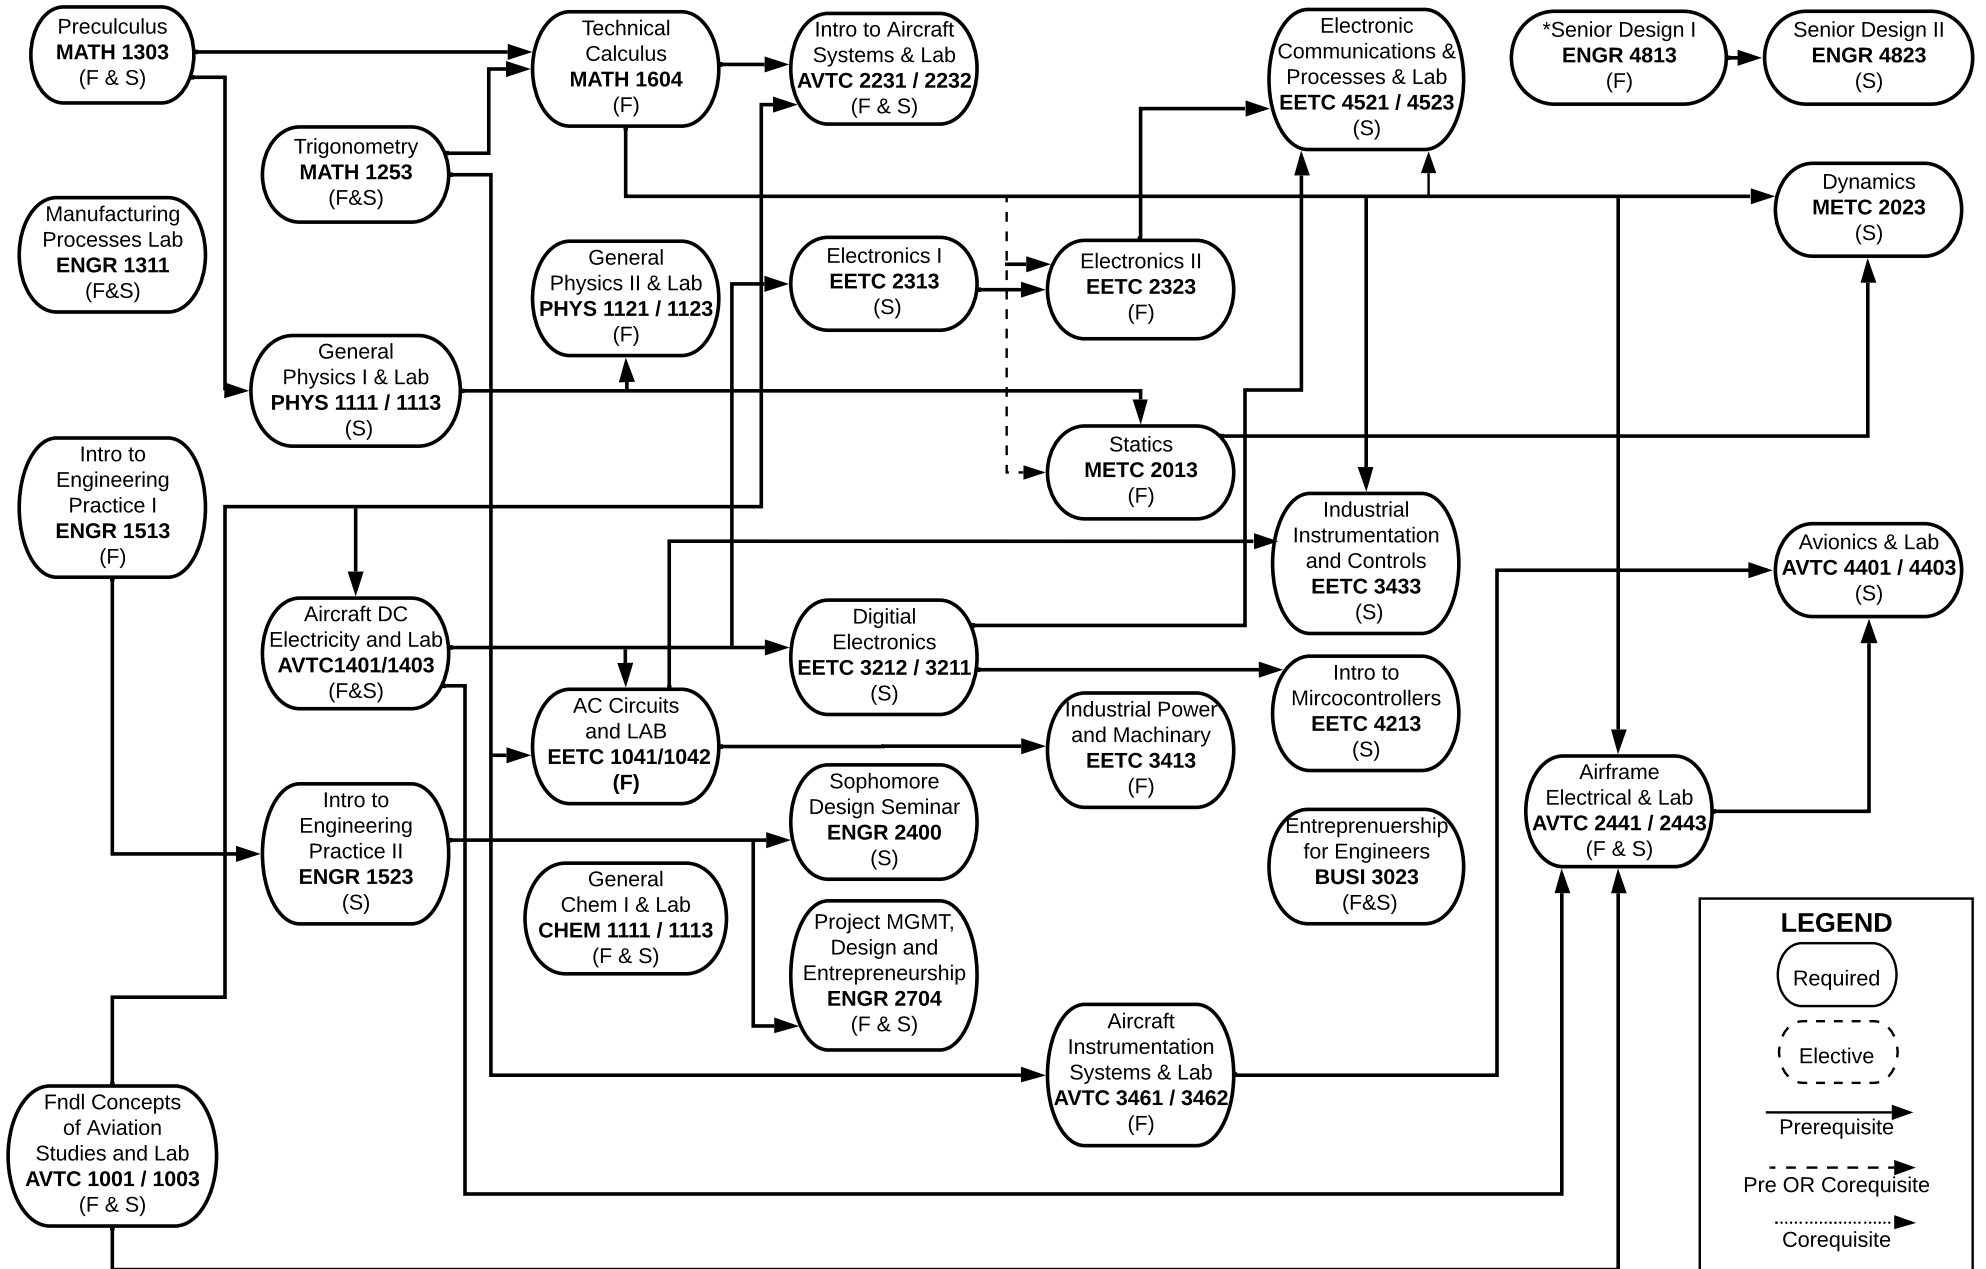 Preculculus
MATH 1303
(F & S)
Technical
Calculus
MATH 1604
(F)
Intro to Aircraft
Systems & Lab
AVTC 2231 / 2232
(F & S)
Electronic
Communications &
Processes & Lab
EETC 4521 / 4523
(S)
*Senior Design I
ENGR 4813
(F)
Senior Design II
ENGR 4823
(S)
Trigonometry
MATH 1253
(F&S)
Manufacturing
Processes Lab
ENGR 1311
(F&S)
General
Physics II & Lab
PHYS 1121 / 1123
(F)
Electronics I
EETC 2313
(S)
Electronics II
EETC 2323
(F)
Dynamics
METC 2023
(S)
General
Physics I & Lab
PHYS 1111 / 1113
(S)
Statics
METC 2013
(F)
Intro to
Engineering
Practice I
ENGR 1513
(F)
Industrial
Instrumentation
and Controls
EETC 3433
(S)
Avionics & Lab
AVTC 4401 / 4403
(S)
Aircraft DC
Electricity and Lab
AVTC1401/1403
(F&S)
Digitial
Electronics
EETC 3212 / 3211
(S)
AC Circuits
and LAB
EETC 1041/1042
(F)
Industrial Power
and Machinary
EETC 3413
(F)
Intro to
Mircocontrollers
EETC 4213
(S)
Intro to
Engineering
Practice II
ENGR 1523
(S)
Sophomore
Design Seminar
ENGR 2400
(S)
Airframe
Electrical & Lab
AVTC 2441 / 2443
(F & S)
General
Chem I & Lab
CHEM 1111 / 1113
(F & S)
Entreprenuership
for Engineers
BUSI 3023
(F&S)
Project MGMT,
Design and
Entrepreneurship
ENGR 2704
(F & S)
Aircraft
Instrumentation
Systems & Lab
AVTC 3461 / 3462
(F)
Fndl Concepts
of Aviation
Studies and Lab
AVTC 1001 / 1003
(F & S)
LEGEND
Required
Elective
Prerequisite
Pre OR Corequisite
Corequisite